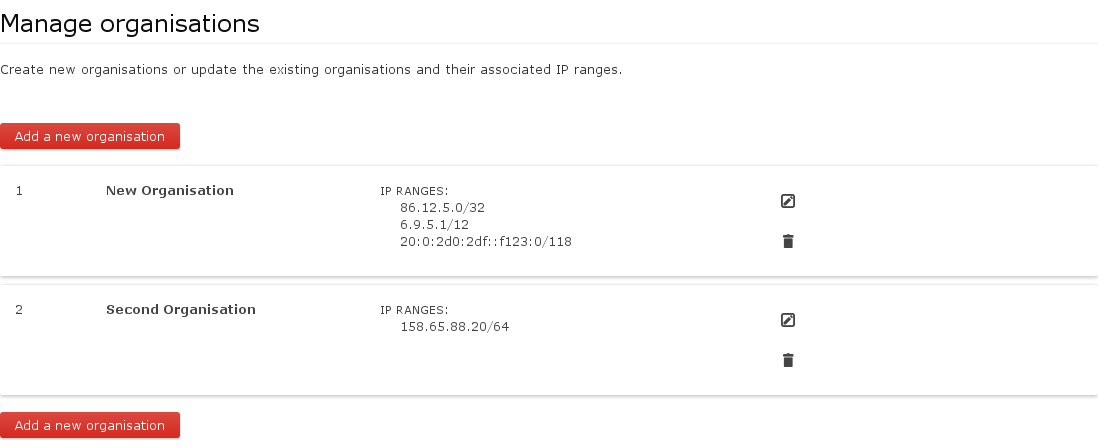 Manage organisations
Create new organisations or update the existing organisations and their associated IP ranges.
Add a new organisation
1 New Organisation IP RANGES:
86.12.5.0/32
6.9.5.1/12
20:0:2d0:2df::f123:0/118
2 Second Organisation IP RANGES:
158.65.88.20/64
Add a new organisation